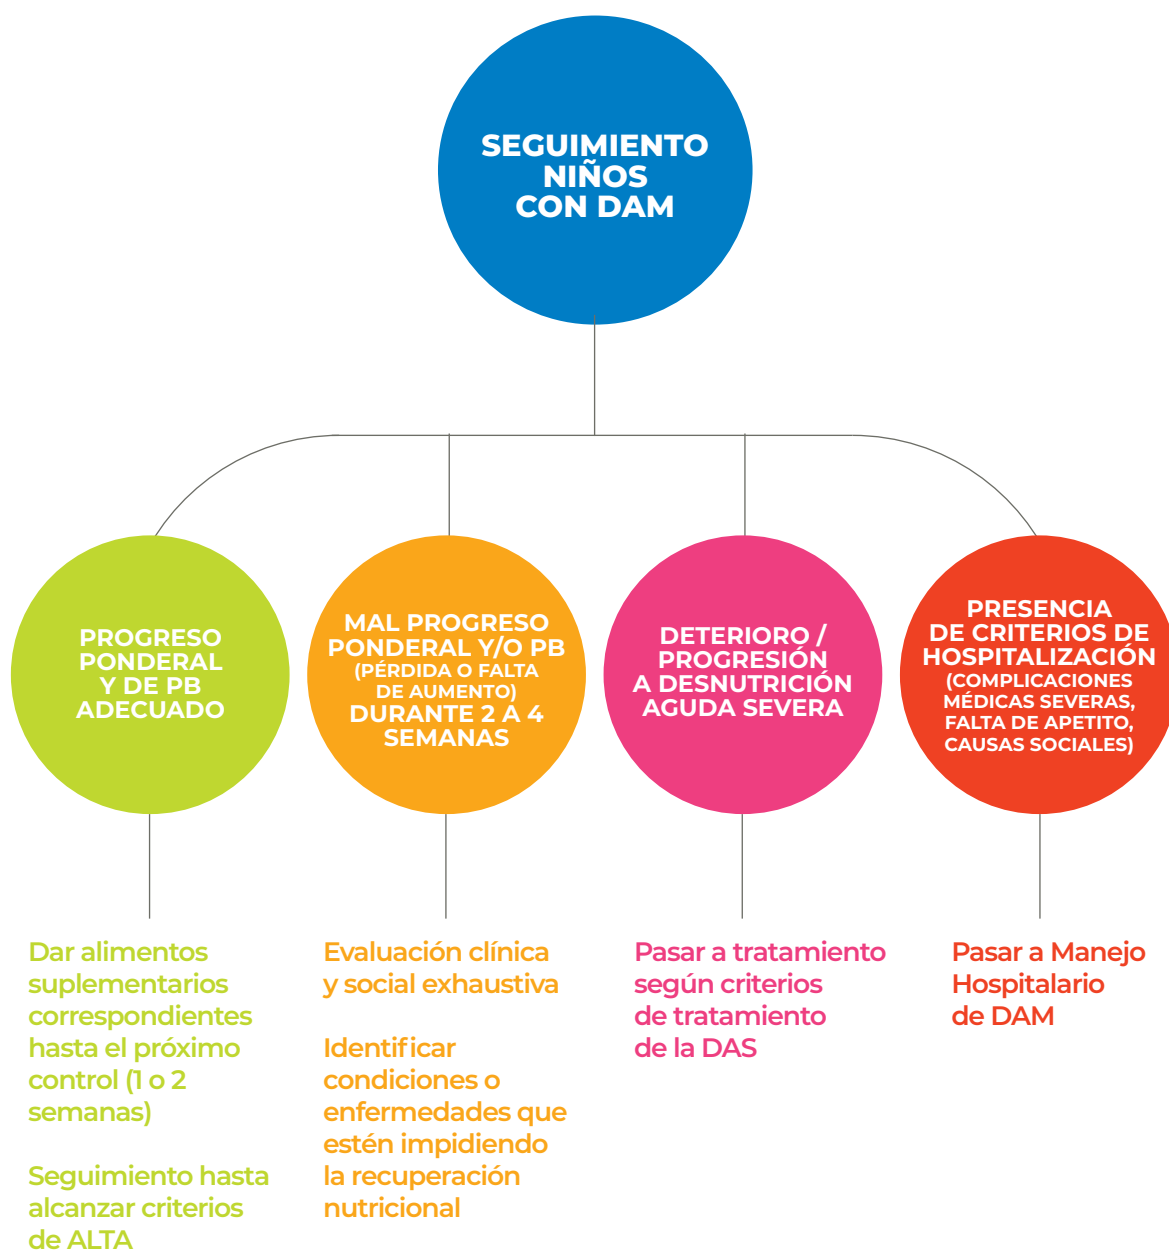 SEGUIMIENTO
NIÑOS
CON DAM
PROGRESO
PONDERAL
Y DE PB
ADECUADO
MAL PROGRESO
PONDERAL Y/O PB
(PÉRDIDA O FALTA
DE AUMENTO)
DURANTE 2 A 4
SEMANAS
DETERIORO /
PROGRESIÓN
A DESNUTRICIÓN
AGUDA SEVERA
PRESENCIA
DE CRITERIOS DE
HOSPITALIZACIÓN
(COMPLICACIONES
MÉDICAS SEVERAS,
FALTA DE APETITO,
CAUSAS SOCIALES)
Dar alimentos
suplementarios
correspondientes
hasta el próximo
control (1 o 2
semanas)
Seguimiento hasta
alcanzar criterios
de ALTA
Evaluación clínica
y social exhaustiva
Identificar
condiciones o
enfermedades que
estén impidiendo
la recuperación
nutricional
Pasar a tratamiento
según criterios
de tratamiento
de la DAS
Pasar a Manejo
Hospitalario
de DAM